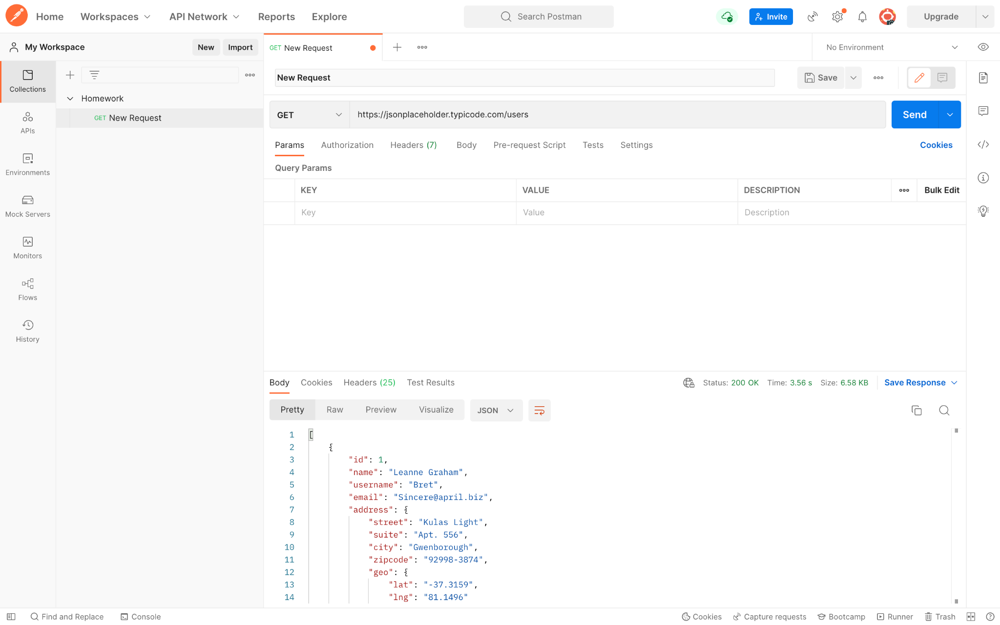 Home Workspaces API Network Reports Explore Search Postman Invite Upgrade
My Workspace New Import GET New Request No Environment
Collections
APIs
Environments
Mock Servers
Monitors
Flows
History
Homework
GET New Request
New Request Save
GET https://jsonplaceholder.typicode.com/users Send
Params Authorization Headers (7) Body Pre-request Script Tests Settings Cookies
Query Params
KEY VALUE DESCRIPTION Bulk Edit
Key Value Description
Body Cookies Headers (25) Test Results Status: 200 OK Time: 3.56 s Size: 6.58 KB Save Response
Pretty Raw Preview Visualize JSON
1 [
2 {
3 "id": 1,
4 "name": "Leanne Graham",
5 "username": "Bret",
6 "email": "Sincere@april.biz",
7 "address": {
8 "street": "Kulas Light",
9 "suite": "Apt. 556",
10 "city": "Gwenborough",
11 "zipcode": "92998-3874",
12 "geo": {
13 "lat": "-37.3159",
14 "lng": "81.1496"
Find and Replace Console Cookies Capture requests Bootcamp Runner Trash